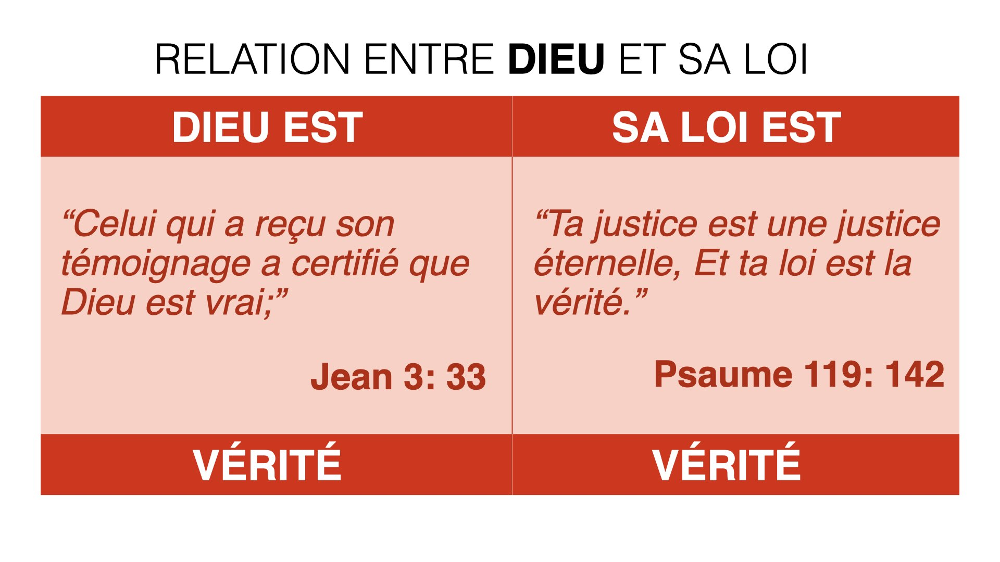 RELATION ENTRE DIEU ET SA LOI
DIEU EST
SA LOI EST
“Celui qui a reçu son
témoignage a certifié que
Dieu est vrai;”
Jean 3: 33
“Ta justice est une justice
éternelle, Et ta loi est la
vérité.”
Psaume 119: 142
VÉRITÉ
VÉRITÉ